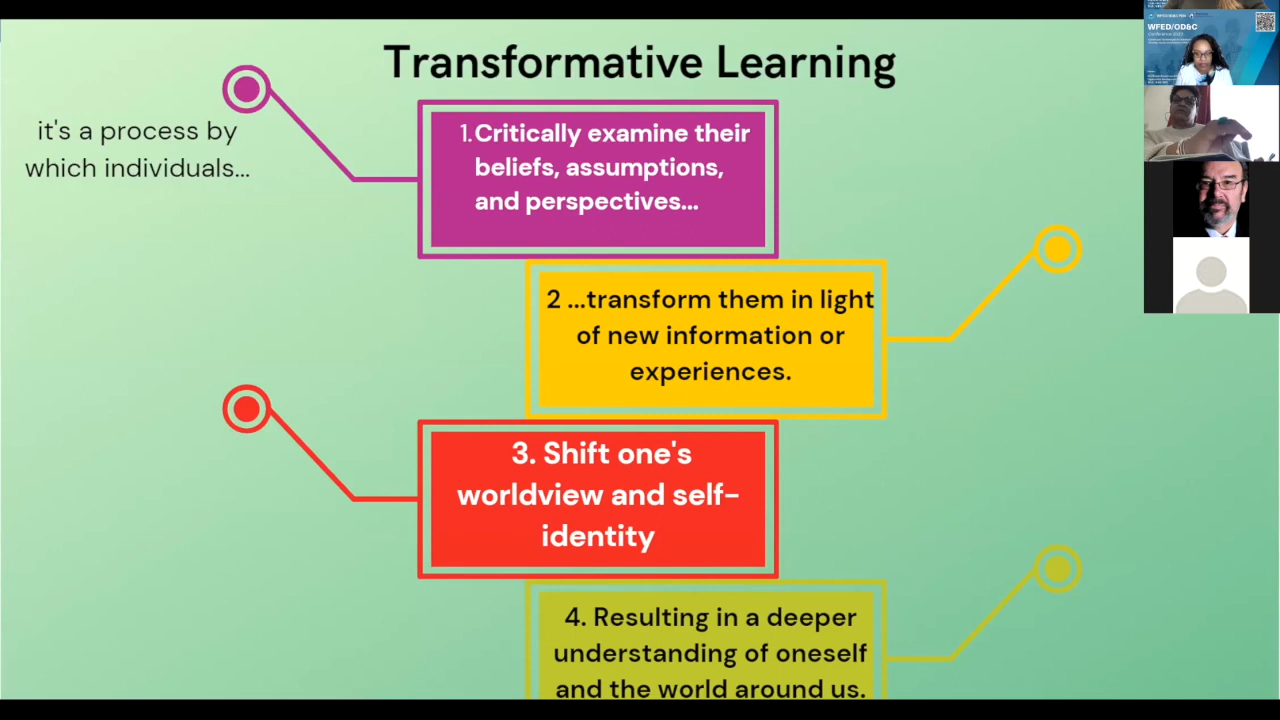 Transformative Learning
it's a process by
which individuals...
1. Critically examine their
beliefs, assumptions,
and perspectives...
2 ...transform them in light
of new information or
experiences.
3. Shift one's
worldview and self-
identity
4. Resulting in a deeper
understanding of oneself
and the world around us.
WFED/OD&C